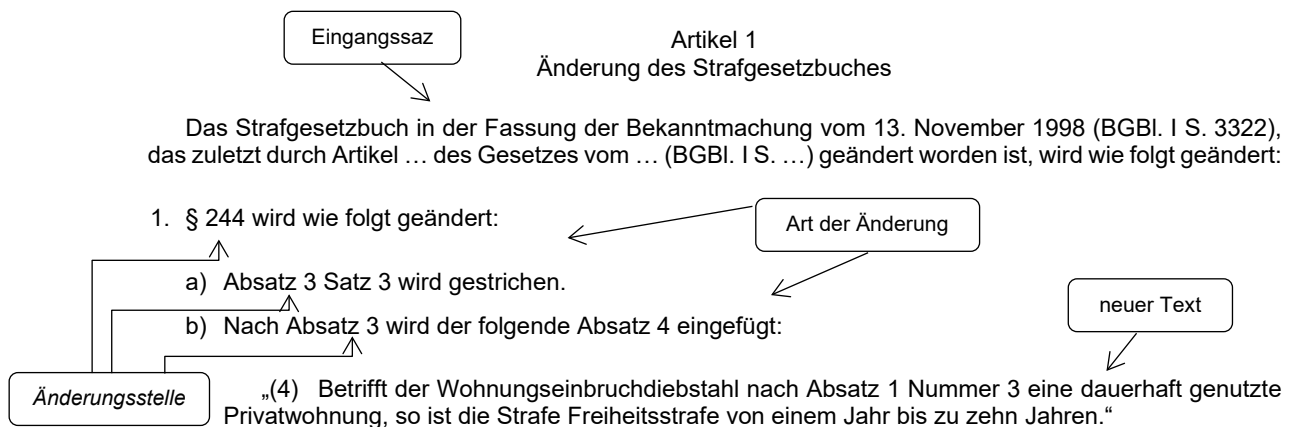 Eingangssaz
Artikel 1
Änderung des Strafgesetzbuches
Das Strafgesetzbuch in der Fassung der Bekanntmachung vom 13. November 1998 (BGBl. I S. 3322),
das zuletzt durch Artikel … des Gesetzes vom … (BGBl. I S. …) geändert worden ist, wird wie folgt geändert:
1. § 244 wird wie folgt geändert:
Art der Änderung
a) Absatz 3 Satz 3 wird gestrichen.
b) Nach Absatz 3 wird der folgende Absatz 4 eingefügt:
neuer Text
Änderungsstelle
„(4) Betrifft der Wohnungseinbruchdiebstahl nach Absatz 1 Nummer 3 eine dauerhaft genutzte
Privatwohnung, so ist die Strafe Freiheitsstrafe von einem Jahr bis zu zehn Jahren.“